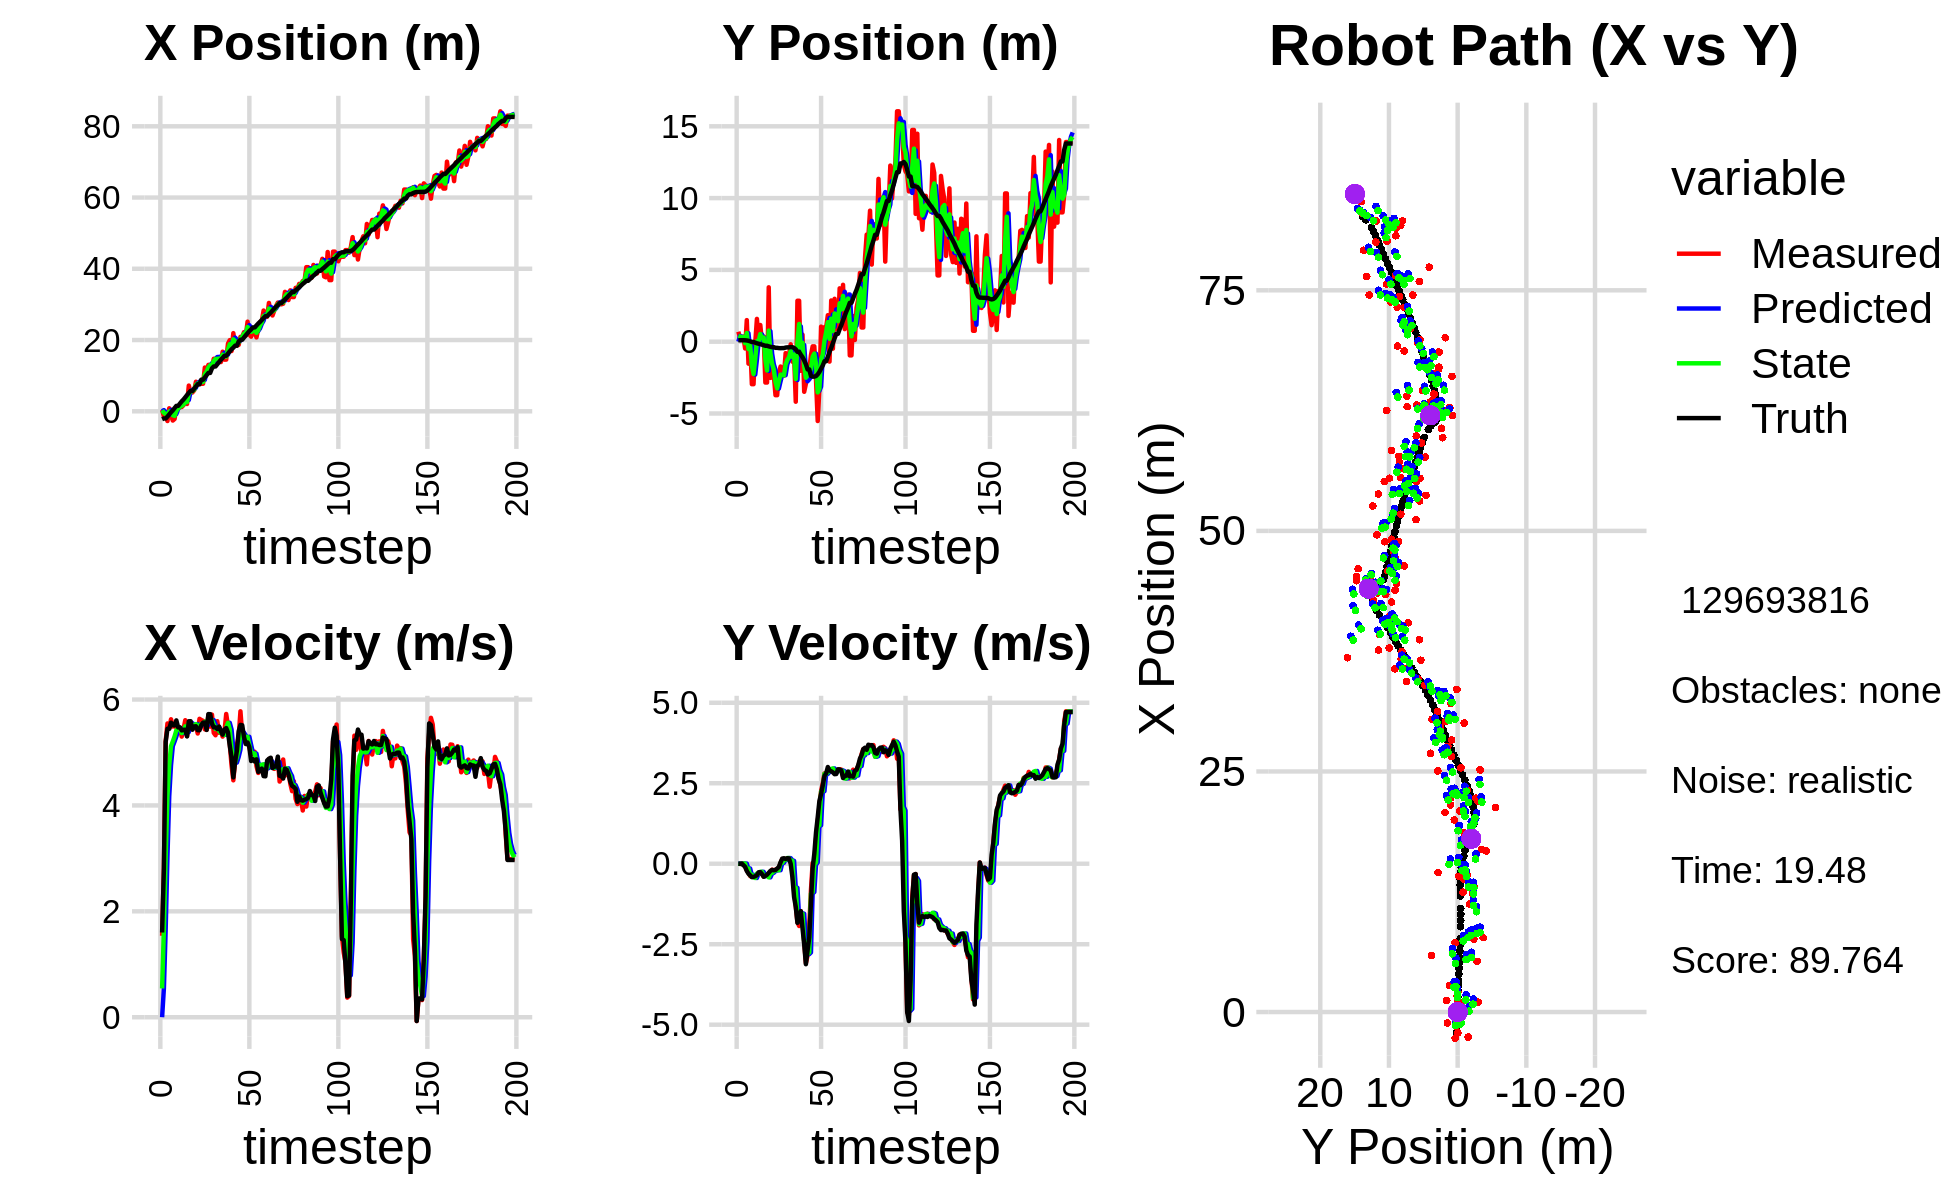 X Position (m)
80
60
40
20
0
0
50
100
150
200
timestep
Y Position (m)
15
10
5
0
-5
0
50
100
150
200
timestep
X Velocity (m/s)
6
4
2
0
0
50
100
150
200
timestep
Y Velocity (m/s)
5.0
2.5
0.0
-2.5
-5.0
0
50
100
150
200
timestep
Robot Path (X vs Y)
X Position (m)
75
50
25
0
20 10 0 -10 -20
Y Position (m)
variable
Measured
Predicted
State
Truth
129693816
Obstacles: none
Noise: realistic
Time: 19.48
Score: 89.764